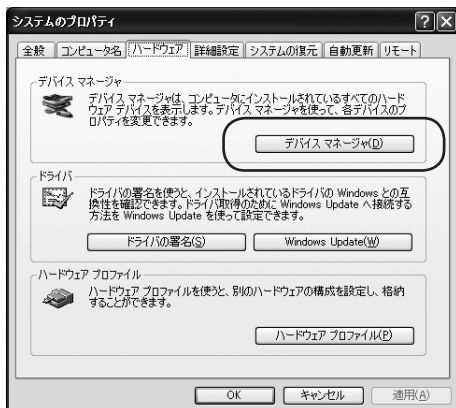 システムのプロパティ
全般 コンピュータ名 ハードウェア 詳細設定 システムの復元 自動更新 リモート
デバイス マネージャ
デバイス マネージャは、コンピュータにインストールされているすべてのハード
ウェア デバイスを表示します。デバイス マネージャを使って、各デバイスのプ
ロパティを変更できます。
デバイス マネージャ(D)
ドライバ
ドライバの署名を使うと、インストールされているドライバの Windows との互
換性を確認できます。ドライバ取得のために Windows Update へ接続する
方法を Windows Update を使って設定できます。
ドライバの署名(S) Windows Update(W)
ハードウェア プロファイル
ハードウェア プロファイルを使うと、別のハードウェアの構成を設定し、格納
することができます。
ハードウェア プロファイル(P)
OK キャンセル 適用(A)